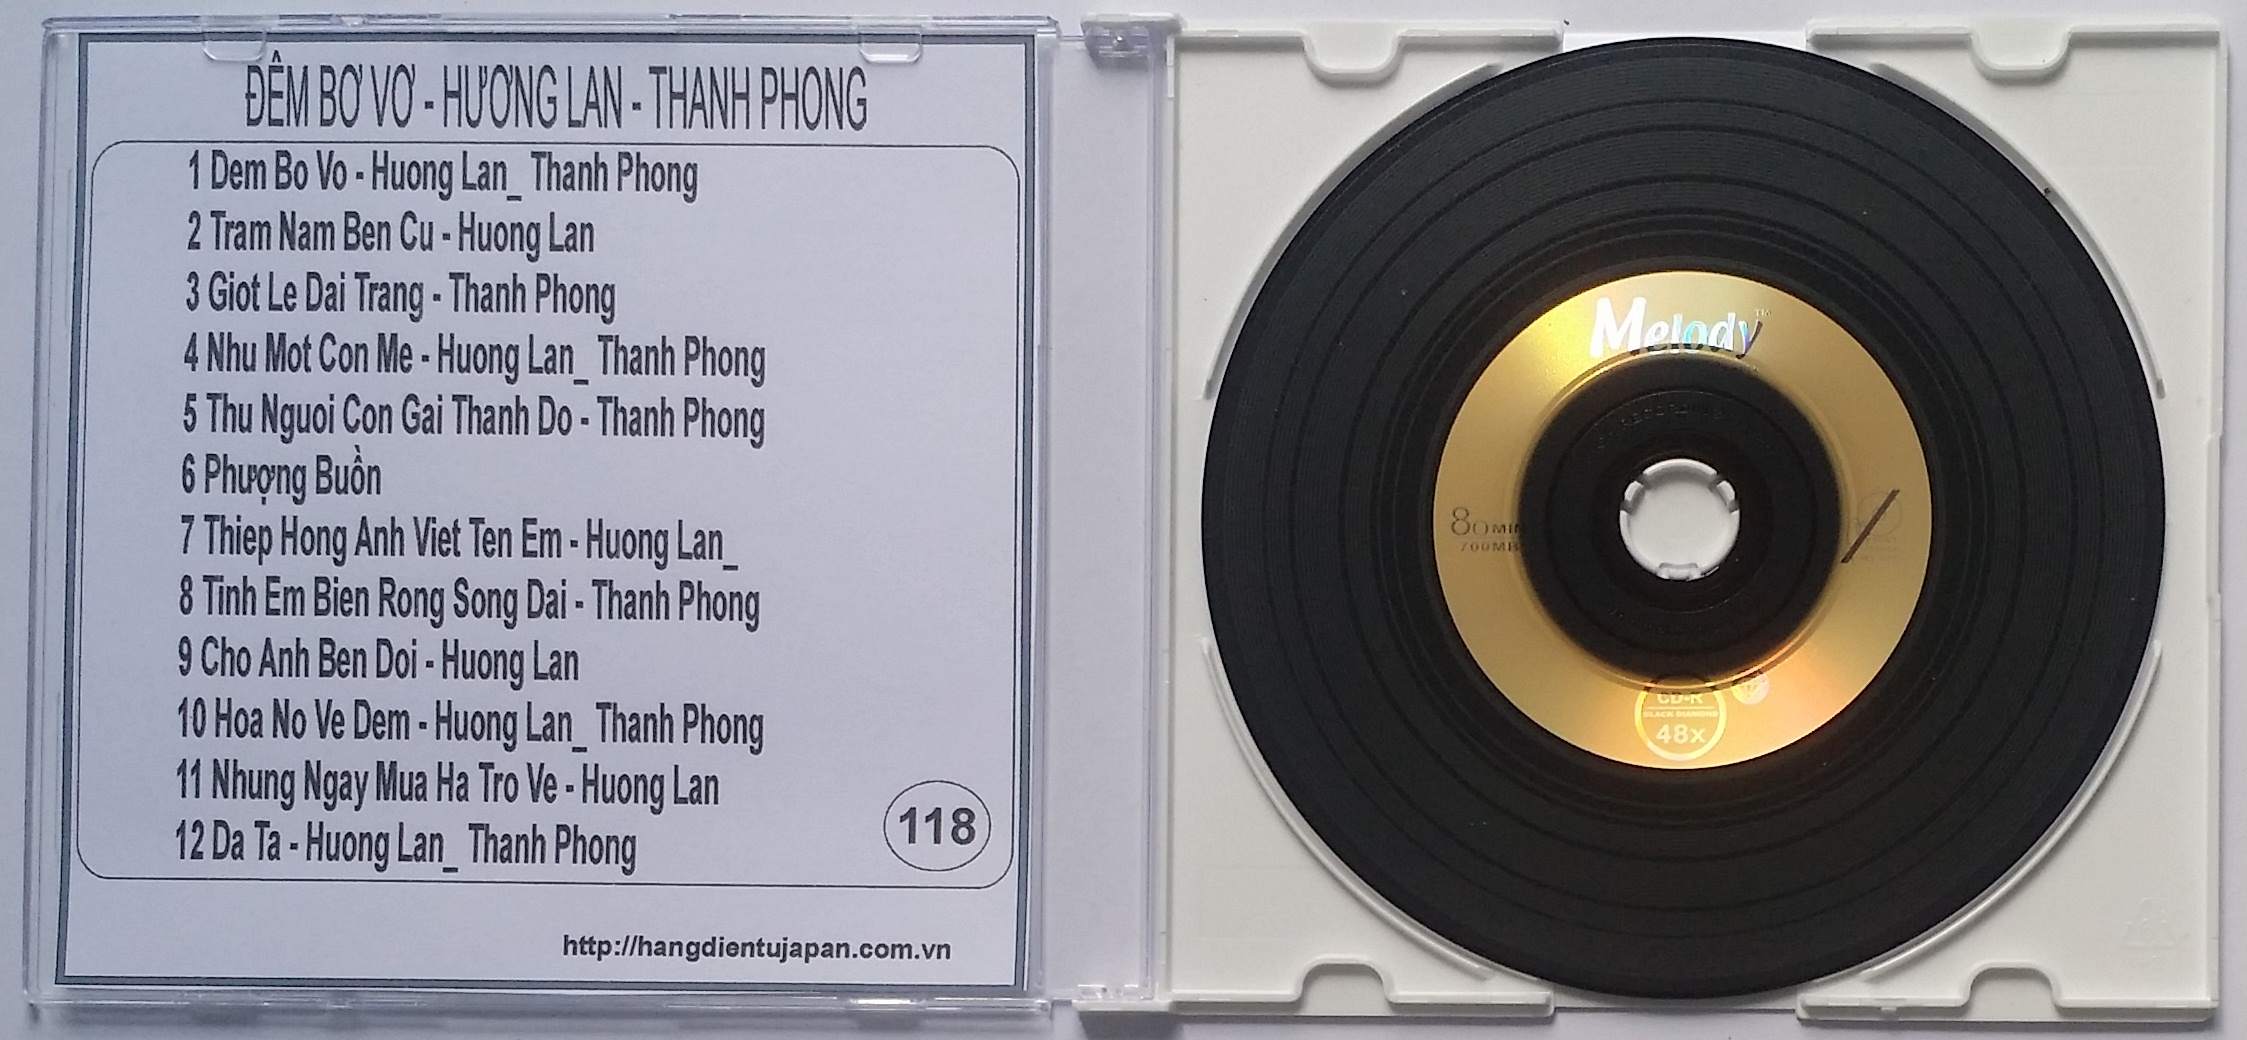 ĐÊM BƠ VƠ - HƯƠNG LAN - THANH PHONG
1 Dem Bo Vo - Huong Lan_ Thanh Phong
2 Tram Nam Ben Cu - Huong Lan
3 Giot Le Dai Trang - Thanh Phong
4 Nhu Mot Con Me - Huong Lan_ Thanh Phong
5 Thu Nguoi Con Gai Thanh Do - Thanh Phong
6 Phượng Buồn
7 Thiep Hong Anh Viet Ten Em - Huong Lan_
8 Tinh Em Bien Rong Song Dai - Thanh Phong
9 Cho Anh Ben Doi - Huong Lan
10 Hoa No Ve Dem - Huong Lan_ Thanh Phong
11 Nhung Ngay Mua Ha Tro Ve - Huong Lan
12 Da Ta - Huong Lan_ Thanh Phong
118
http://hangdientujapan.com.vn
Melody™
80 MIN
700MB
CD-R
BLACK DIAMOND
48x